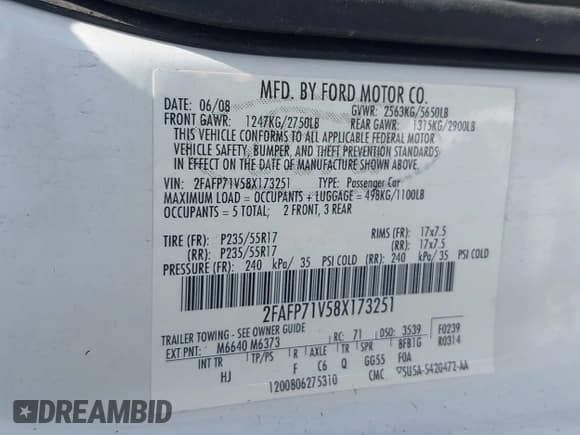 MFD. BY FORD MOTOR CO.
DATE: 06/08 GVWR: 2563KG/5650LB
FRONT GAWR: 1247KG/2750LB REAR GAWR: 1315KG/2900LB
THIS VEHICLE CONFORMS TO ALL APPLICABLE FEDERAL MOTOR
VEHICLE SAFETY, BUMPER, AND THEFT PREVENTION STANDARDS
IN EFFECT ON THE DATE OF MANUFACTURE SHOWN ABOVE.
VIN: 2FAFP71V58X173251 TYPE: Passenger Car
MAXIMUM LOAD = OCCUPANTS + LUGGAGE = 498KG/1100LB
OCCUPANTS = 5 TOTAL; 2 FRONT, 3 REAR
TIRE (FR): P235/55R17 RIMS (FR): 17x7.5
(RR): P235/55R17 (RR): 17x7.5
PRESSURE (FR): 240 kPa/ 35 PSI COLD (RR): 240 kPa/ 35 PSI COLD
2FAFP71V58X173251
TRAILER TOWING - SEE OWNER GUIDE RC: 71 DSO: 3539 F0239
EXT PNT: M6640 M6373 8FB1G R0314
INT TR TP/PS R AXLE TR SPR F0A
HJ F C6 Q GG55
1200806275310 CMC 5U5A-5420472-AA
DREAMBID